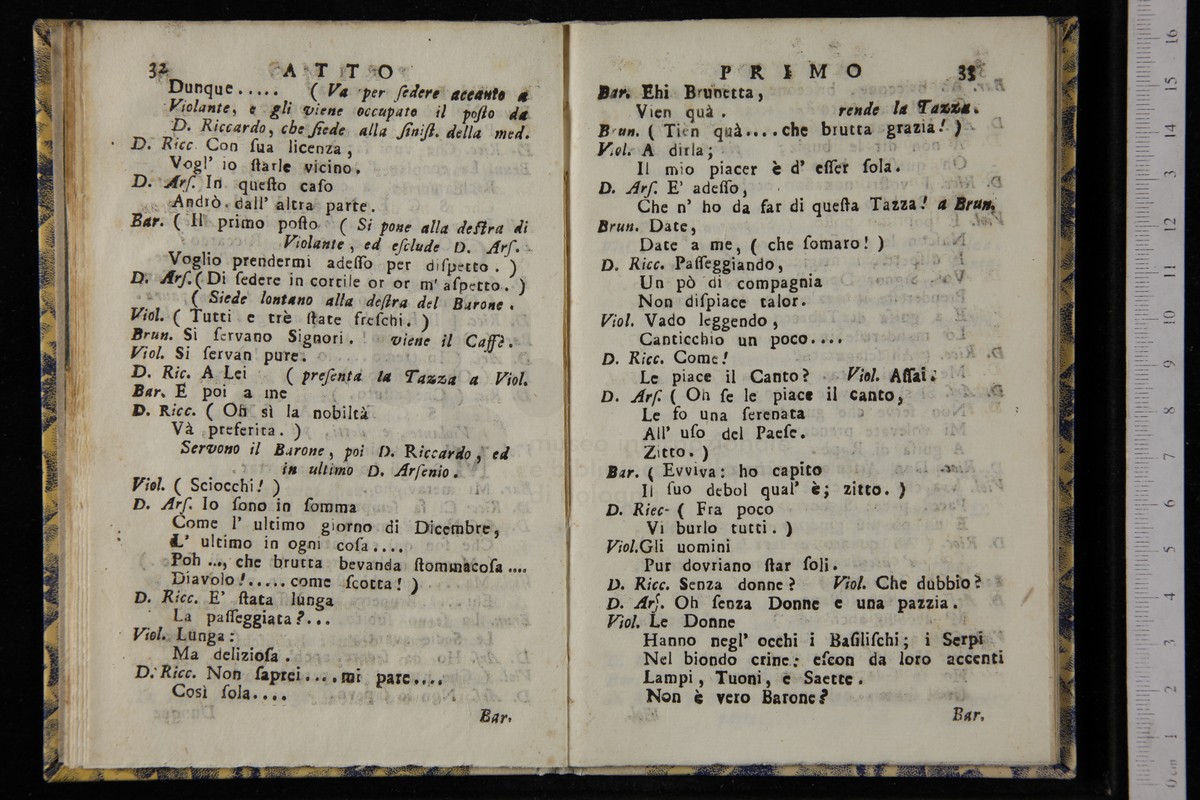 32 ATTO
Dunque..... ( Va per ſedere accanto a
Violante, e gli viene occupato il poſto da
D. Riccardo, che ſiede alla ſiniſt. della med.
D. Ricc. Con ſua licenza,
Vogl' io ſtarle vicino.
D. Arſ. In queſto caſo
Andrò dall' altra parte.
Bar. ( Il primo poſto ( Si pone alla deſtra di
Violante, ed eſclude D. Arſ.
Voglio prendermi adeſſo per diſpetto. )
D. Arſ. ( Di ſedere in cortile or or m' aſpetto. )
( Siede lontano alla deſtra del Barone.
Viol. ( Tutti e trè ſtate freſchi. )
Brun. Si ſervano Signori. viene il Caffè.
Viol. Si ſervan pure.
D. Ric. A Lei ( preſenta la Tazza a Viol.
Bar. E poi a me
D. Ricc. ( Oh sì la nobiltà
Và preferita. )
Servono il Barone, poi D. Riccardo, ed
in ultimo D. Arſenio.
Viol. ( Sciocchi! )
D. Arſ. Io ſono in ſomma
Come l' ultimo giorno di Dicembre,
L' ultimo in ogni coſa....
Poh ..., che brutta bevanda ſtommacoſa ....
Diavolo!.....come ſcotta! )
D. Ricc. E' ſtata lunga
La paſſeggiata?...
Viol. Lunga:
Ma delizioſa.
D. Ricc. Non ſaprei....mi pare....
Così ſola....
Bar.
PRIMO 33
Bar. Ehi Brunetta,
Vien quà. rende la Tazza.
Brun. ( Tien quà....che brutta grazia! )
Viol. A dirla;
Il mio piacer è d' eſſer ſola.
D. Arſ. E' adeſſo,
Che n' ho da far di queſta Tazza! a Brun.
Brun. Date,
Date a me, ( che ſomaro! )
D. Ricc. Paſſeggiando,
Un pò di compagnia
Non diſpiace talor.
Viol. Vado leggendo,
Canticchio un poco....
D. Ricc. Come!
Le piace il Canto? Viol. Aſſai.
D. Arſ. ( Oh ſe le piace il canto,
Le fo una ſerenata
All' uſo del Paeſe.
Zitto. )
Bar. ( Evviva: ho capito
Il ſuo debol qual' è; zitto. )
D. Ricc- ( Fra poco
Vi burlo tutti. )
Viol. Gli uomini
Pur dovriano ſtar ſoli.
D. Ricc. Senza donne? Viol. Che dubbio?
D. Arſ. Oh ſenza Donne e una pazzia.
Viol. Le Donne
Hanno negl' occhi i Baſiliſchi; i Serpi
Nel biondo crine; eſcon da loro accenti
Lampi, Tuoni, e Saette.
Non è vero Barone?
Bar.